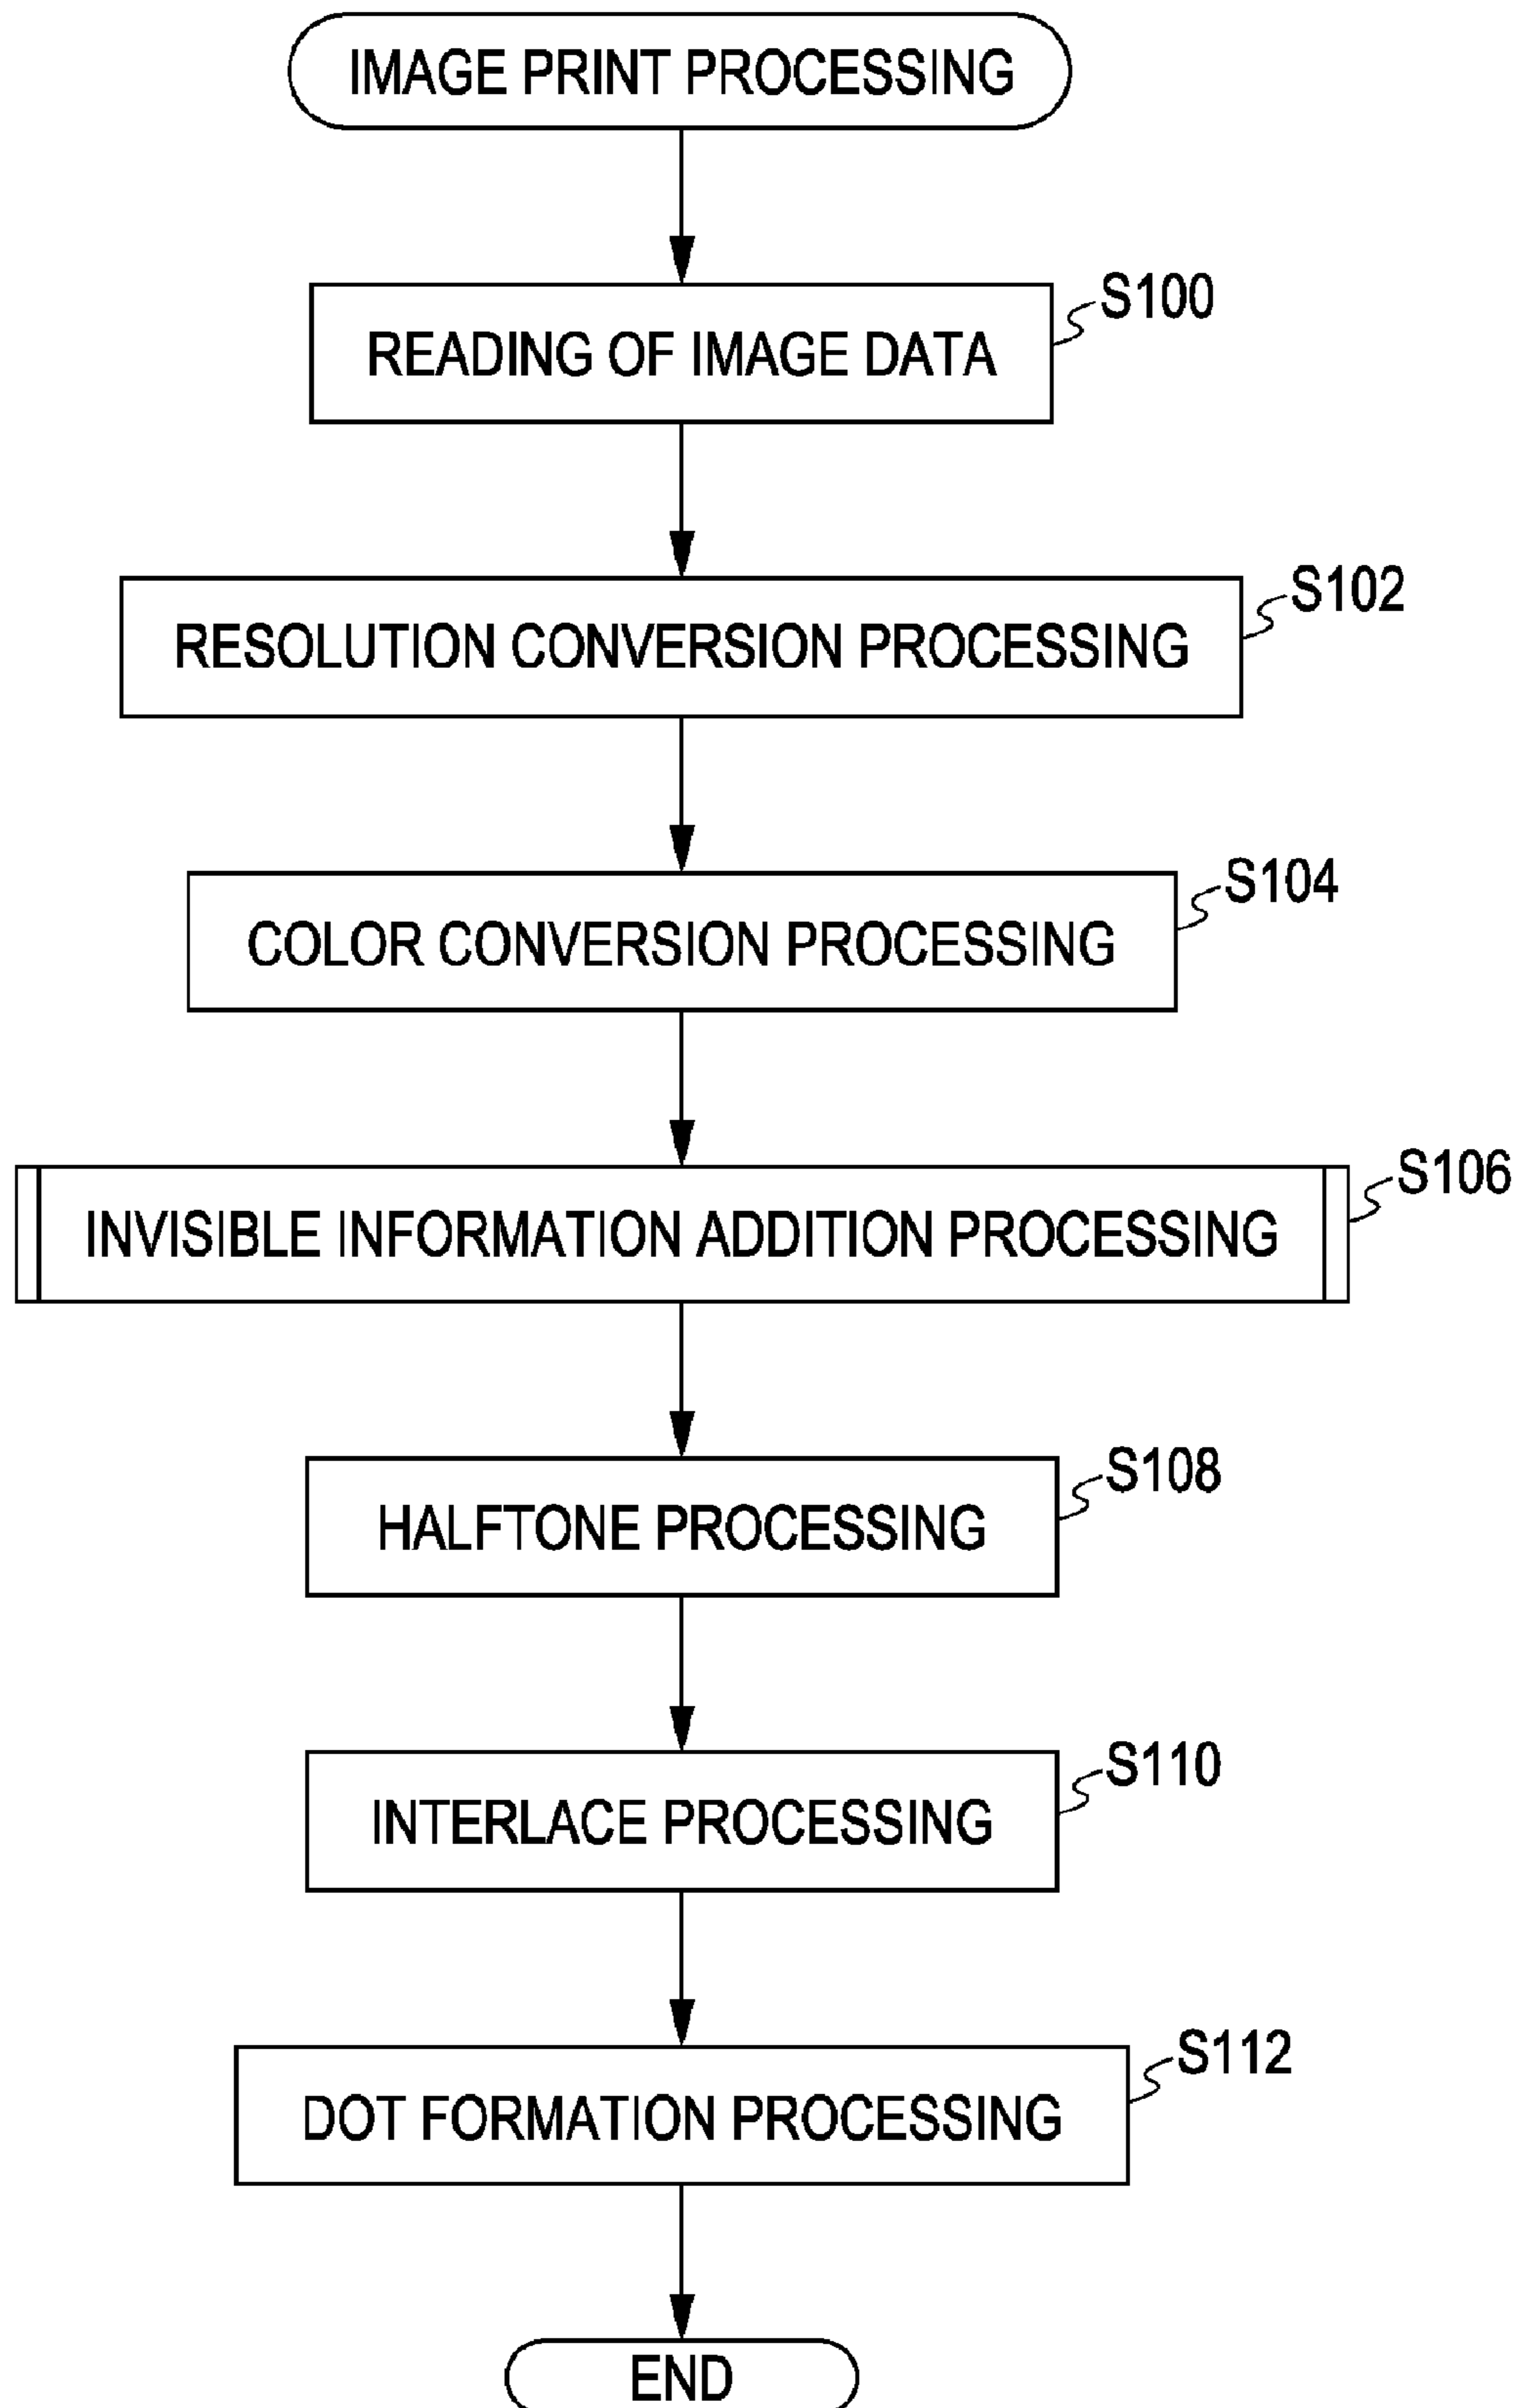 IMAGE PRINT PROCESSING
READING OF IMAGE DATA
S100
RESOLUTION CONVERSION PROCESSING
S102
COLOR CONVERSION PROCESSING
S104
INVISIBLE INFORMATION ADDITION PROCESSING
S106
HALFTONE PROCESSING
S108
INTERLACE PROCESSING
S110
DOT FORMATION PROCESSING
S112
END